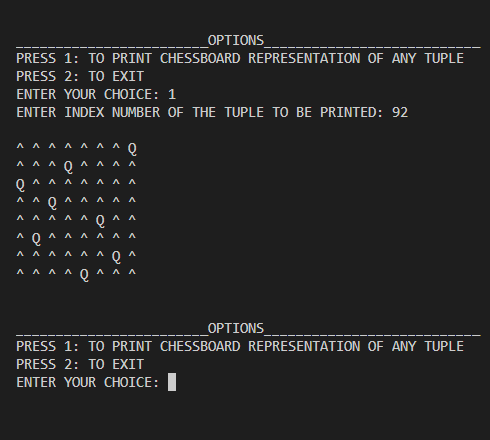 ________________________OPTIONS___________________________
PRESS 1: TO PRINT CHESSBOARD REPRESENTATION OF ANY TUPLE
PRESS 2: TO EXIT
ENTER YOUR CHOICE: 1
ENTER INDEX NUMBER OF THE TUPLE TO BE PRINTED: 92
^ ^ ^ ^ ^ ^ ^ Q
^ ^ ^ Q ^ ^ ^ ^
Q ^ ^ ^ ^ ^ ^ ^
^ ^ Q ^ ^ ^ ^ ^
^ ^ ^ ^ ^ Q ^ ^
^ Q ^ ^ ^ ^ ^ ^
^ ^ ^ ^ ^ ^ Q ^
^ ^ ^ ^ Q ^ ^ ^
________________________OPTIONS___________________________
PRESS 1: TO PRINT CHESSBOARD REPRESENTATION OF ANY TUPLE
PRESS 2: TO EXIT
ENTER YOUR CHOICE: